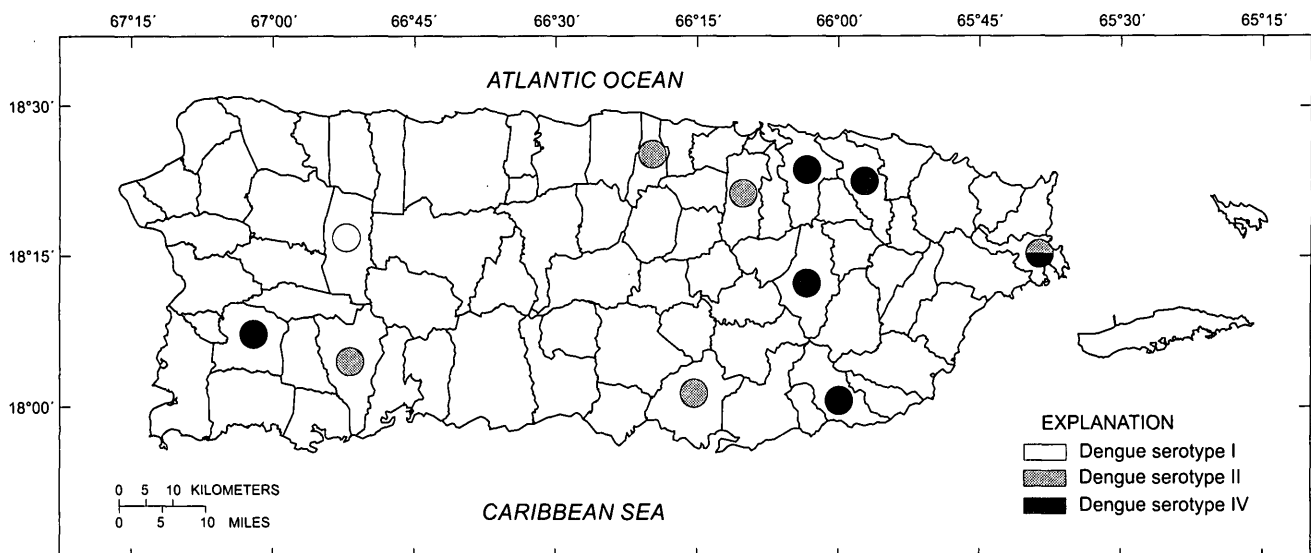 67°15′ 67°00′ 66°45′ 66°30′ 66°15′ 66°00′ 65°45′ 65°30′ 65°15′
ATLANTIC OCEAN
18°30′
18°15′
18°00′
EXPLANATION
Dengue serotype I
Dengue serotype II
Dengue serotype IV
0 5 10 KILOMETERS
0 5 10 MILES
CARIBBEAN SEA